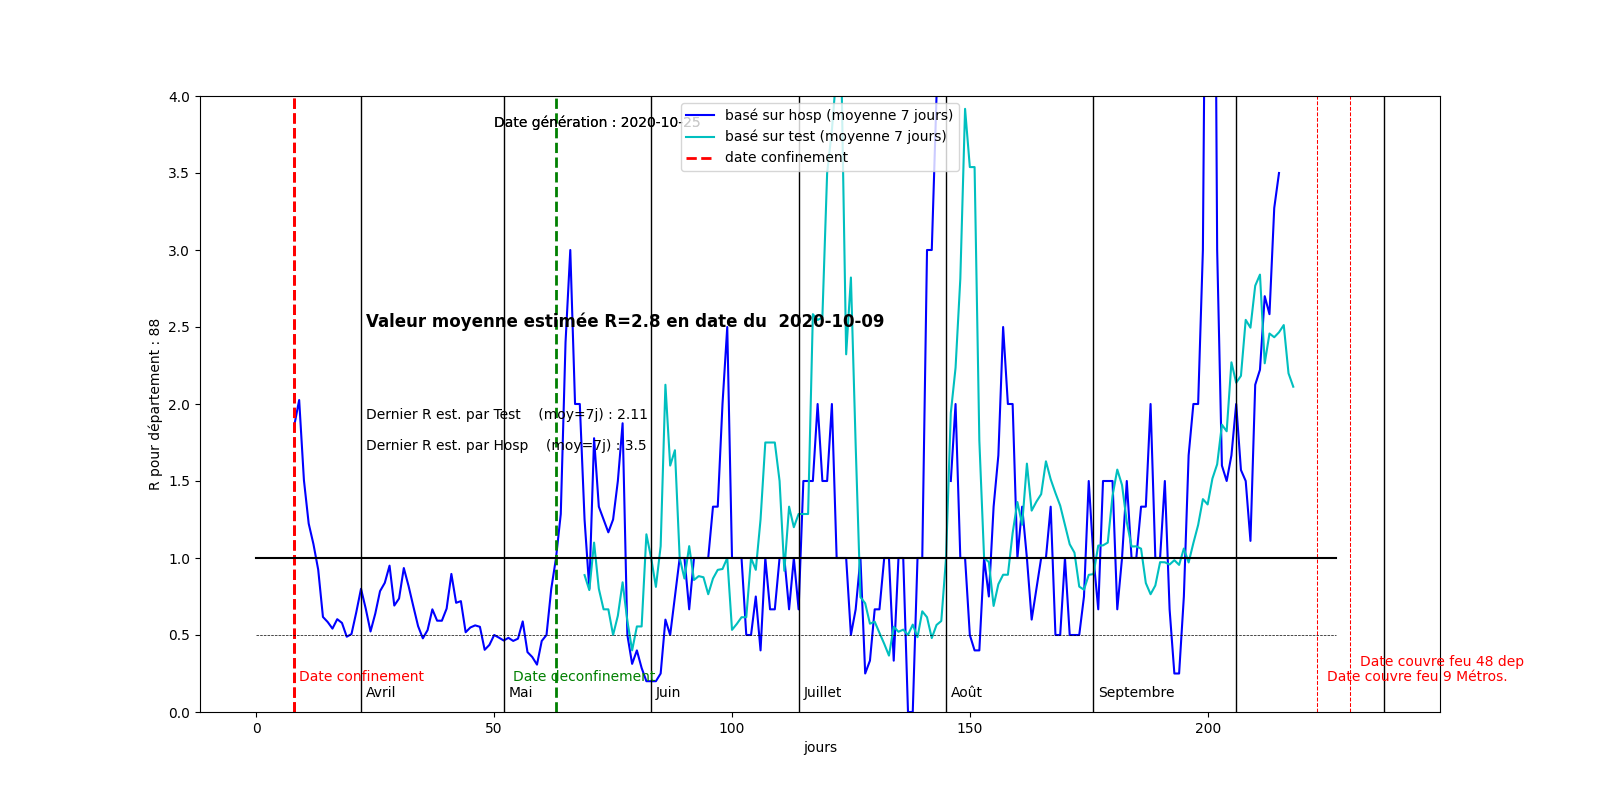 4.0
3.5
3.0
2.5
2.0
1.5
1.0
0.5
0.0
R pour département : 88
Date génération : 2020-10-25
basé sur hosp (moyenne 7 jours)
basé sur test (moyenne 7 jours)
date confinement
Valeur moyenne estimée R=2.8 en date du  2020-10-09
Dernier R est. par Test    (moy=7j) : 2.11
Dernier R est. par Hosp    (moy=7j) : 3.5
Date couvre feu 48 dep
Date confinement
Date deconfinement
Date couvre feu 9 Métros.
Avril
Mai
Juin
Juillet
Août
Septembre
0
50
100
150
200
jours